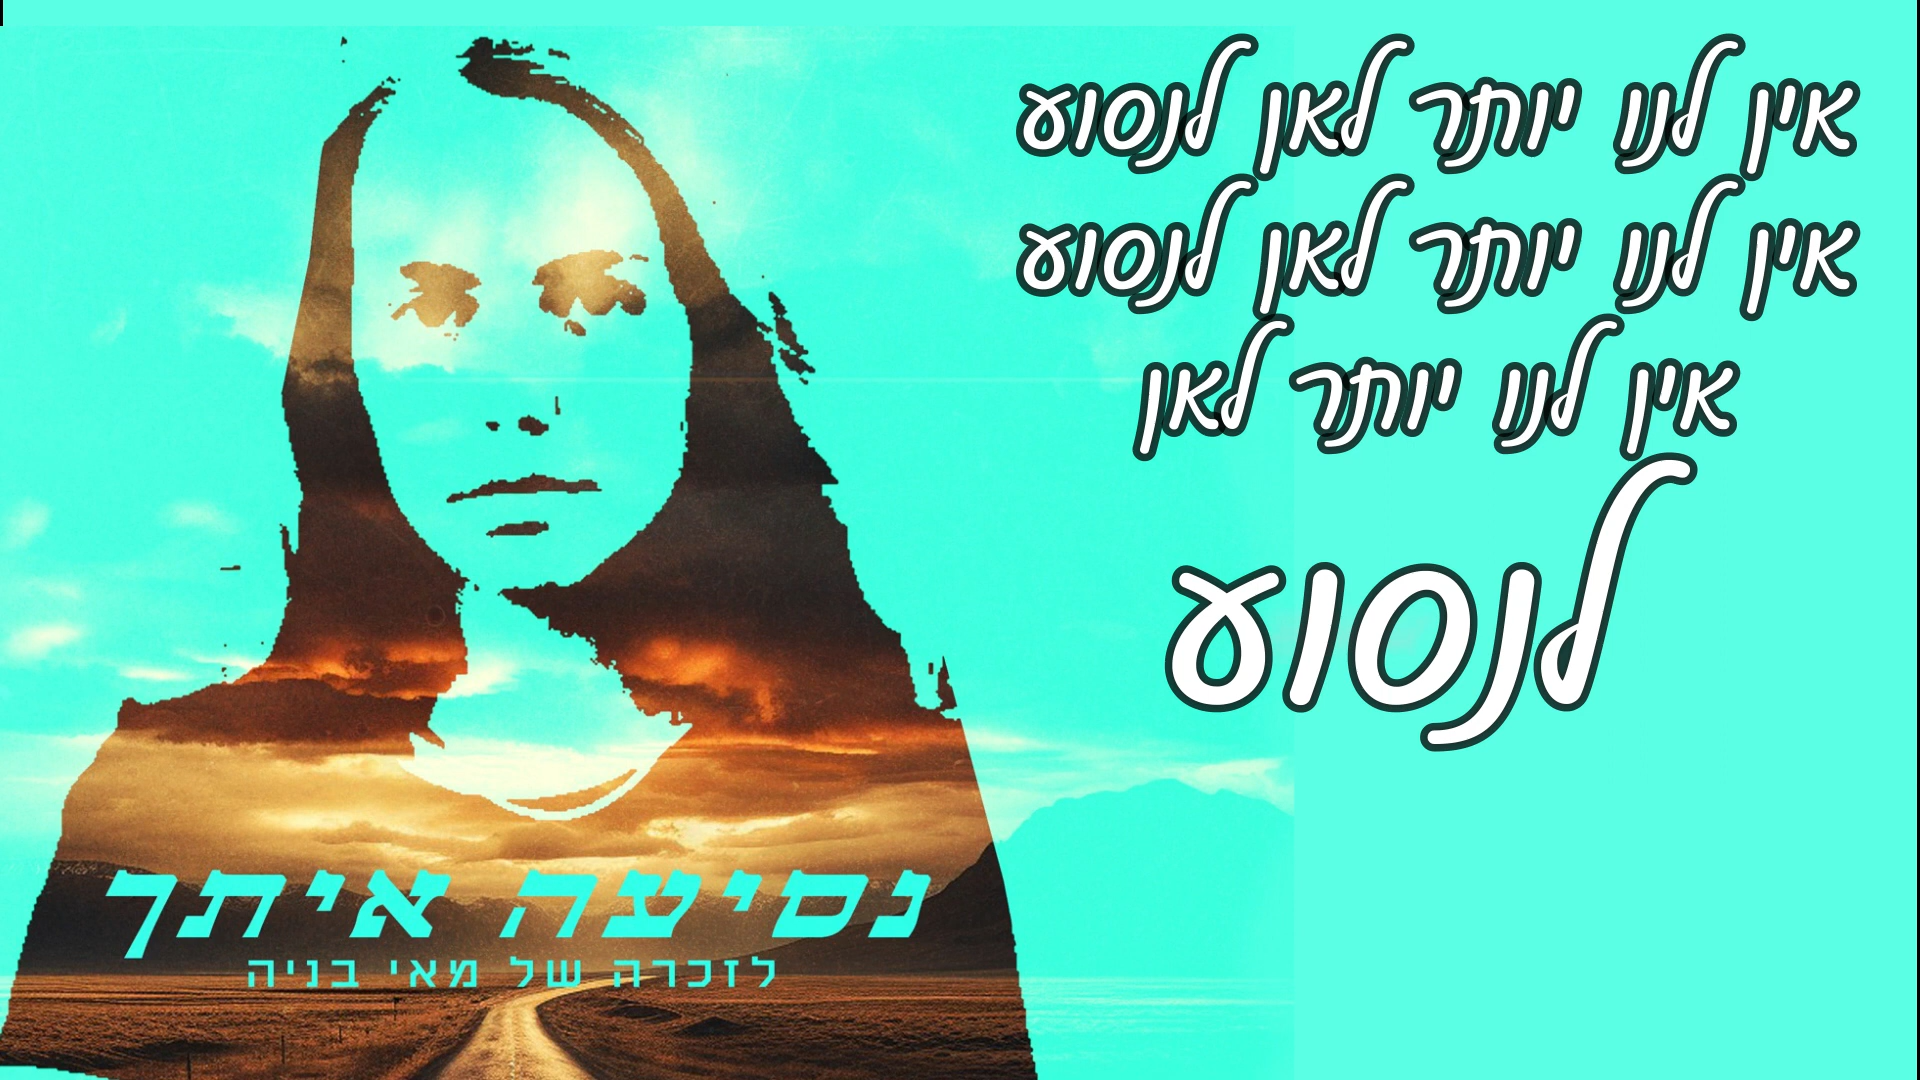 אין לנו יותר לאן לנסוע
אין לנו יותר לאן לנסוע
אין לנו יותר לאן
לנסוע
נסיעה איתך
לזכרה של מאי בניה